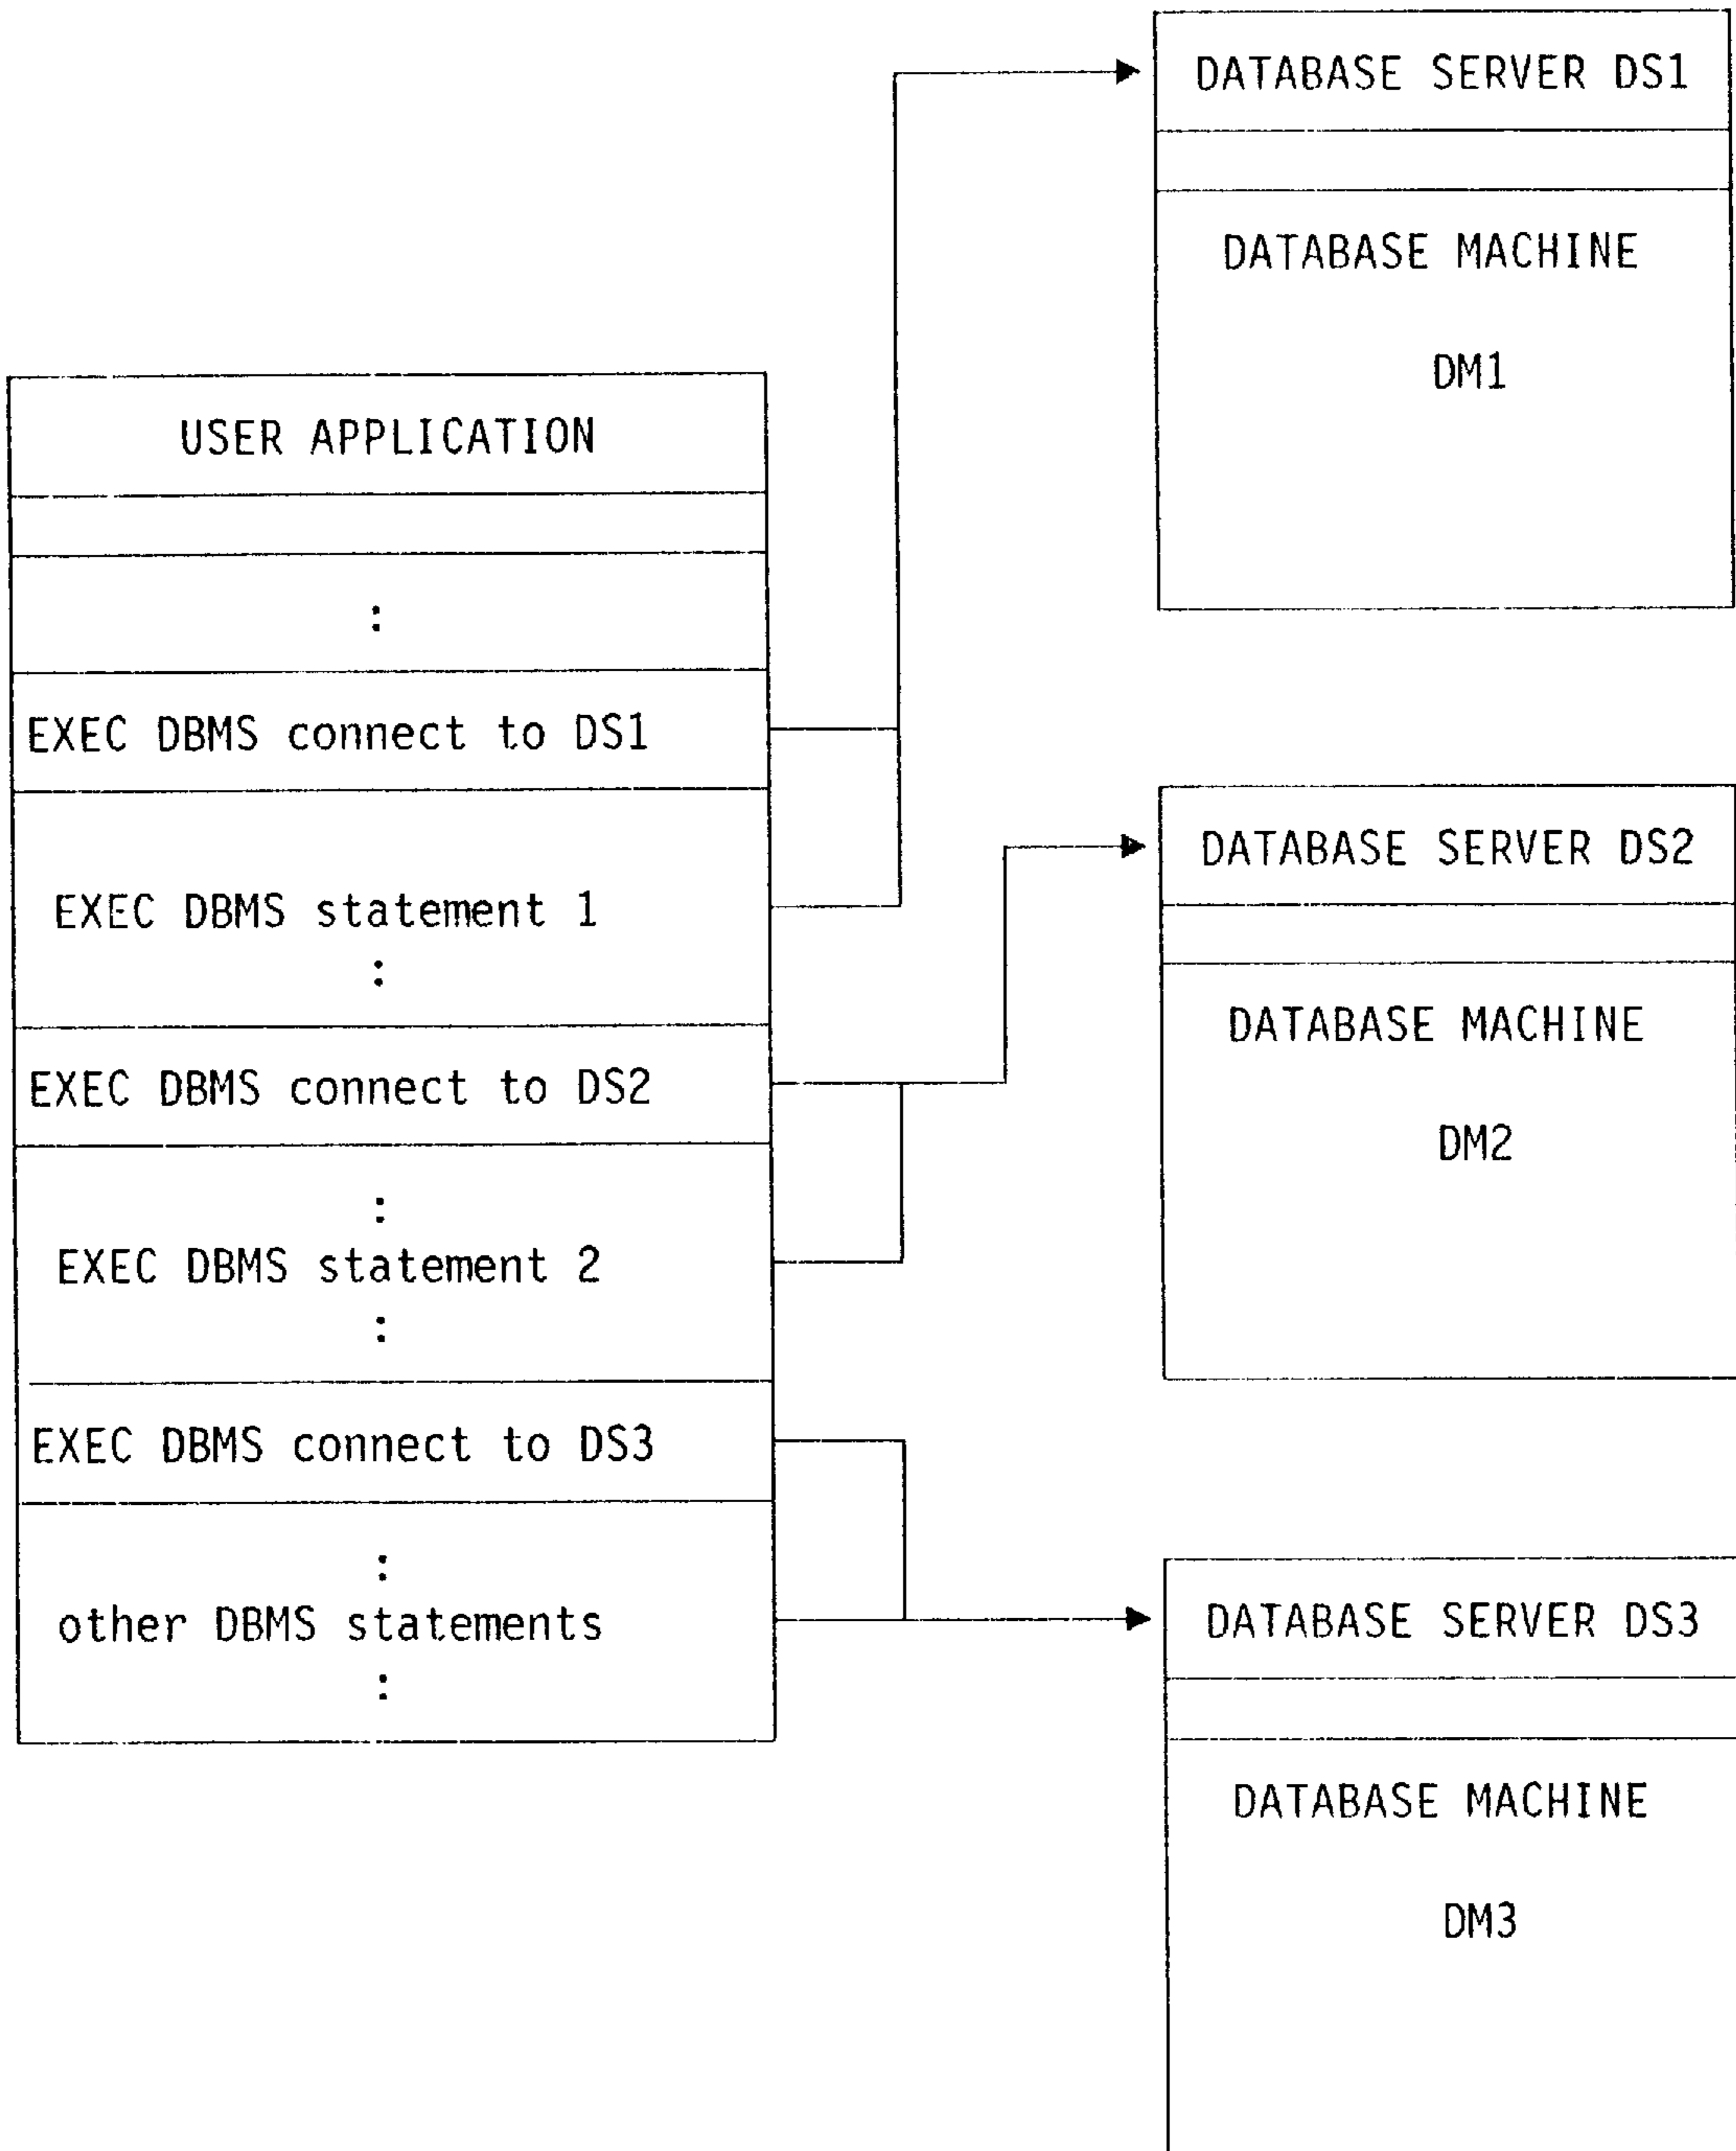 USER APPLICATION
:
EXEC DBMS connect to DS1
EXEC DBMS statement 1
:
EXEC DBMS connect to DS2
:
EXEC DBMS statement 2
:
EXEC DBMS connect to DS3
:
other DBMS statements
:
DATABASE SERVER DS1
DATABASE MACHINE
DM1
DATABASE SERVER DS2
DATABASE MACHINE
DM2
DATABASE SERVER DS3
DATABASE MACHINE
DM3